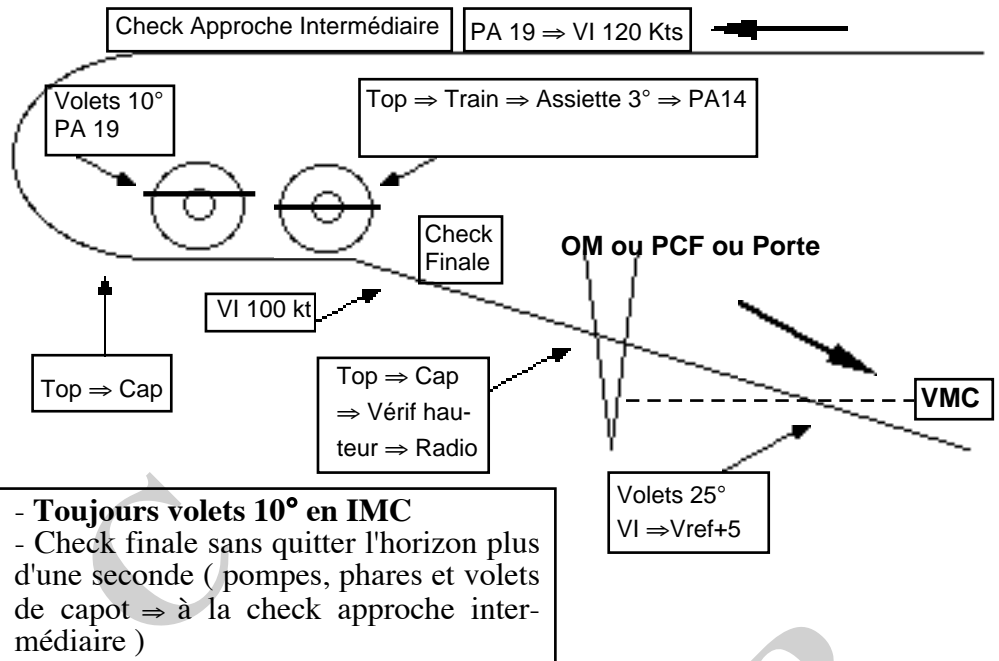 Check Approche Intermédiaire
PA 19 ⇒ VI 120 Kts
Volets 10°
PA 19
Top ⇒ Train ⇒ Assiette 3° ⇒ PA14
Check
Finale
OM ou PCF ou Porte
VI 100 kt
Top ⇒ Cap
Top ⇒ Cap
⇒ Vérif hau-
teur ⇒ Radio
VMC
Volets 25°
VI ⇒Vref+5
- Toujours volets 10° en IMC
- Check finale sans quitter l'horizon plus
d'une seconde ( pompes, phares et volets
de capot ⇒ à la check approche inter-
médiaire )